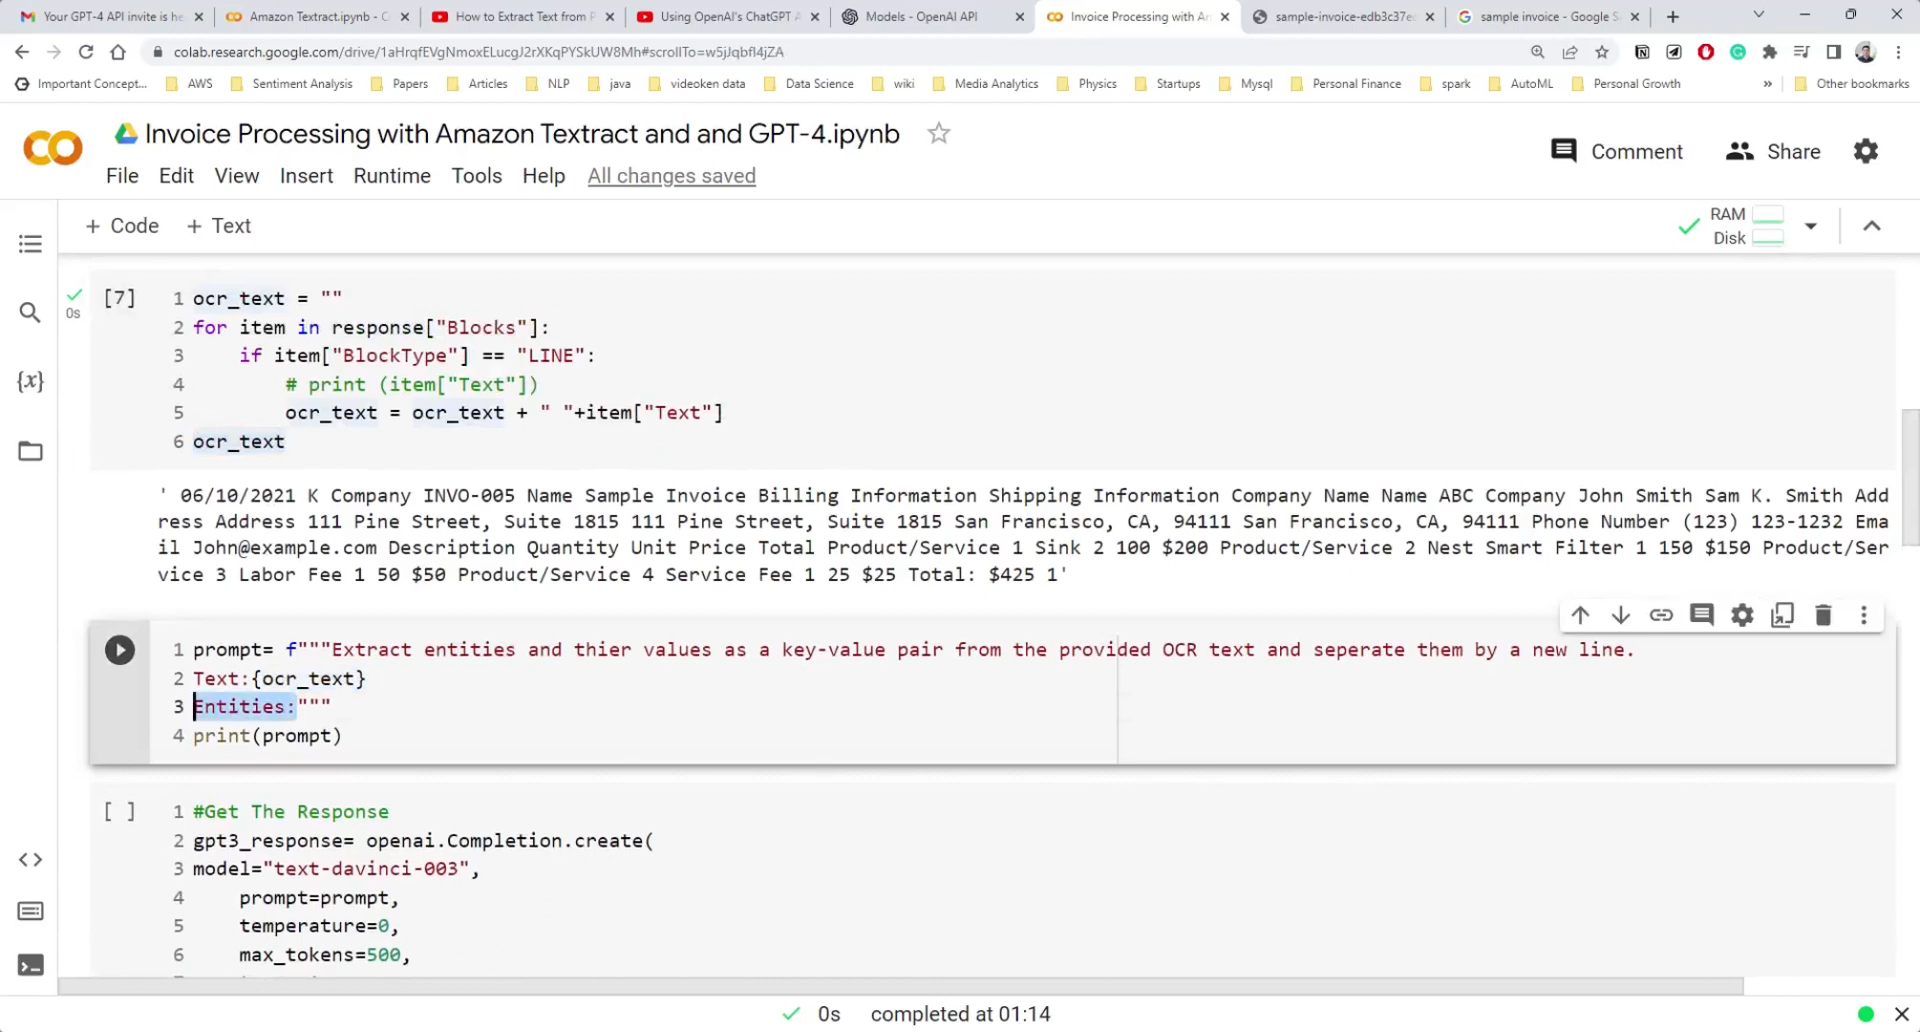 Your GPT-4 API invite is he
Amazon Textract.ipynb - C
How to Extract Text from P
Using OpenAI's ChatGPT A
Models - OpenAI API
Invoice Processing with Am
sample-invoice-edb3c37e
sample invoice - Google S
colab.research.google.com/drive/1aHrqfEVgNmoxELucgJ2rXKqPYSkUW8Mh#scrollTo=w5jJqbfl4jZA
Important Concept...
AWS
Sentiment Analysis
Papers
Articles
NLP
java
videoken data
Data Science
wiki
Media Analytics
Physics
Startups
Mysql
Personal Finance
spark
AutoML
Personal Growth
»
Other bookmarks
Invoice Processing with Amazon Textract and and GPT-4.ipynb
Comment
Share
File Edit View Insert Runtime Tools Help All changes saved
+ Code + Text
RAM
Disk
[7]
0s
1 ocr_text = ""
2 for item in response["Blocks"]:
3 if item["BlockType"] == "LINE":
4 # print (item["Text"])
5 ocr_text = ocr_text + " "+item["Text"]
6 ocr_text
' 06/10/2021 K Company INVO-005 Name Sample Invoice Billing Information Shipping Information Company Name Name ABC Company John Smith Sam K. Smith Add
ress Address 111 Pine Street, Suite 1815 111 Pine Street, Suite 1815 San Francisco, CA, 94111 San Francisco, CA, 94111 Phone Number (123) 123-1232 Ema
il John@example.com Description Quantity Unit Price Total Product/Service 1 Sink 2 100 $200 Product/Service 2 Nest Smart Filter 1 150 $150 Product/Ser
vice 3 Labor Fee 1 50 $50 Product/Service 4 Service Fee 1 25 $25 Total: $425 1'
1 prompt= f"""Extract entities and thier values as a key-value pair from the provided OCR text and seperate them by a new line.
2 Text:{ocr_text}
3 Entities:"""
4 print(prompt)
[ ]
1 #Get The Response
2 gpt3_response= openai.Completion.create(
3 model="text-davinci-003",
4 prompt=prompt,
5 temperature=0,
6 max_tokens=500,
0s completed at 01:14